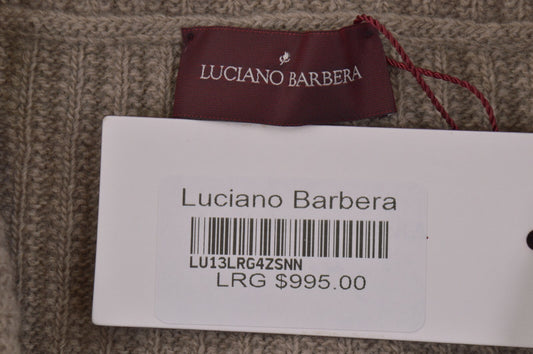 LUCIANO BARBERA
Luciano Barbera
LU13LRG4ZSNN
LRG $995.00